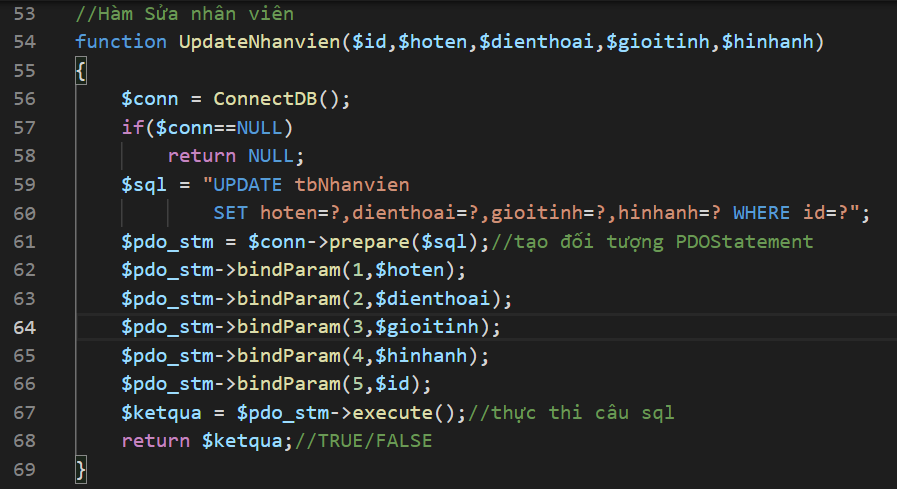 53 //Hàm Sửa nhân viên
54 function UpdateNhanvien($id,$hoten,$dienthoai,$gioitinh,$hinhanh)
55 {
56     $conn = ConnectDB();
57     if($conn==NULL)
58         return NULL;
59     $sql = "UPDATE tbNhanvien
60             SET hoten=?,dienthoai=?,gioitinh=?,hinhanh=? WHERE id=?";
61     $pdo_stm = $conn->prepare($sql);//tạo đối tượng PDOStatement
62     $pdo_stm->bindParam(1,$hoten);
63     $pdo_stm->bindParam(2,$dienthoai);
64     $pdo_stm->bindParam(3,$gioitinh);
65     $pdo_stm->bindParam(4,$hinhanh);
66     $pdo_stm->bindParam(5,$id);
67     $ketqua = $pdo_stm->execute();//thực thi câu sql
68     return $ketqua;//TRUE/FALSE
69 }